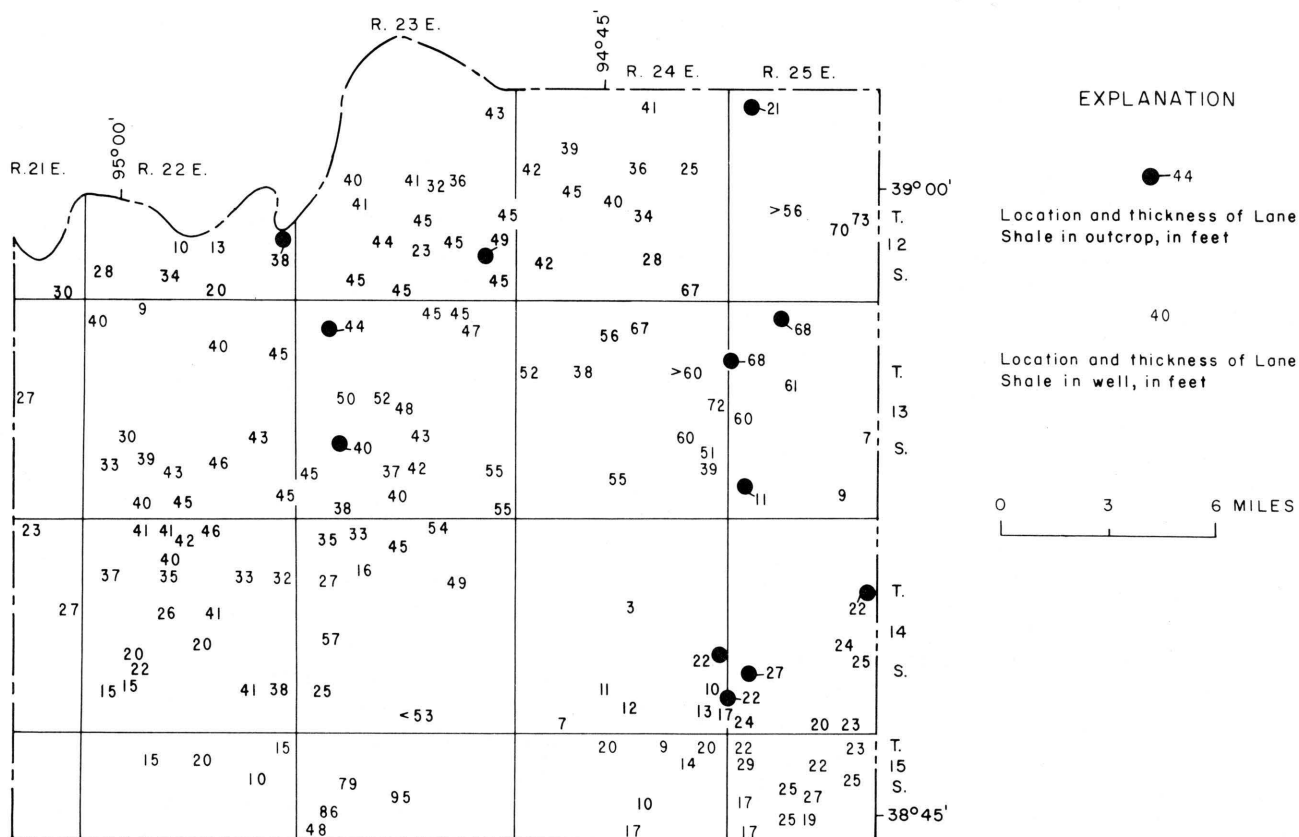 R. 23 E.
94°45'
R. 24 E.
R. 25 E.
R. 21 E.
95°00'
R. 22 E.
EXPLANATION
44
Location and thickness of Lane
Shale in outcrop, in feet
40
Location and thickness of Lane
Shale in well, in feet
0 3 6 MILES
39°00'
T.
12
S.
T.
13
S.
T.
14
S.
T.
15
S.
38°45'
43 41 21
39
40 41 32 36 42 36 25
41 45 40
45 45 34 >56 70 73
10 13 38 44 23 45 49
28 34 45 45 42 28
30 20 45 67
9 45 45
40 44 47 56 67 68
40 45
52 38 >60 68
27 50 52 48 61
72 60
30 43 40 43 60 7
33 39 46 51
43 45 37 42 55 39
55 11 9
40 45 45 38 40 55
23 41 41 46 35 33 54
42 45
40
37 35 33 32 27 16 49
27 26 41 3 22
20 20 57 24
22 22 27 25
15 15 41 38 25 11 10 22
<53 12 13 17
7 24 20 23
15 20 9 20 22 23
15 20 14 29 22
10 79 25 25
95 10 17 27
86 25 19
48 17 17